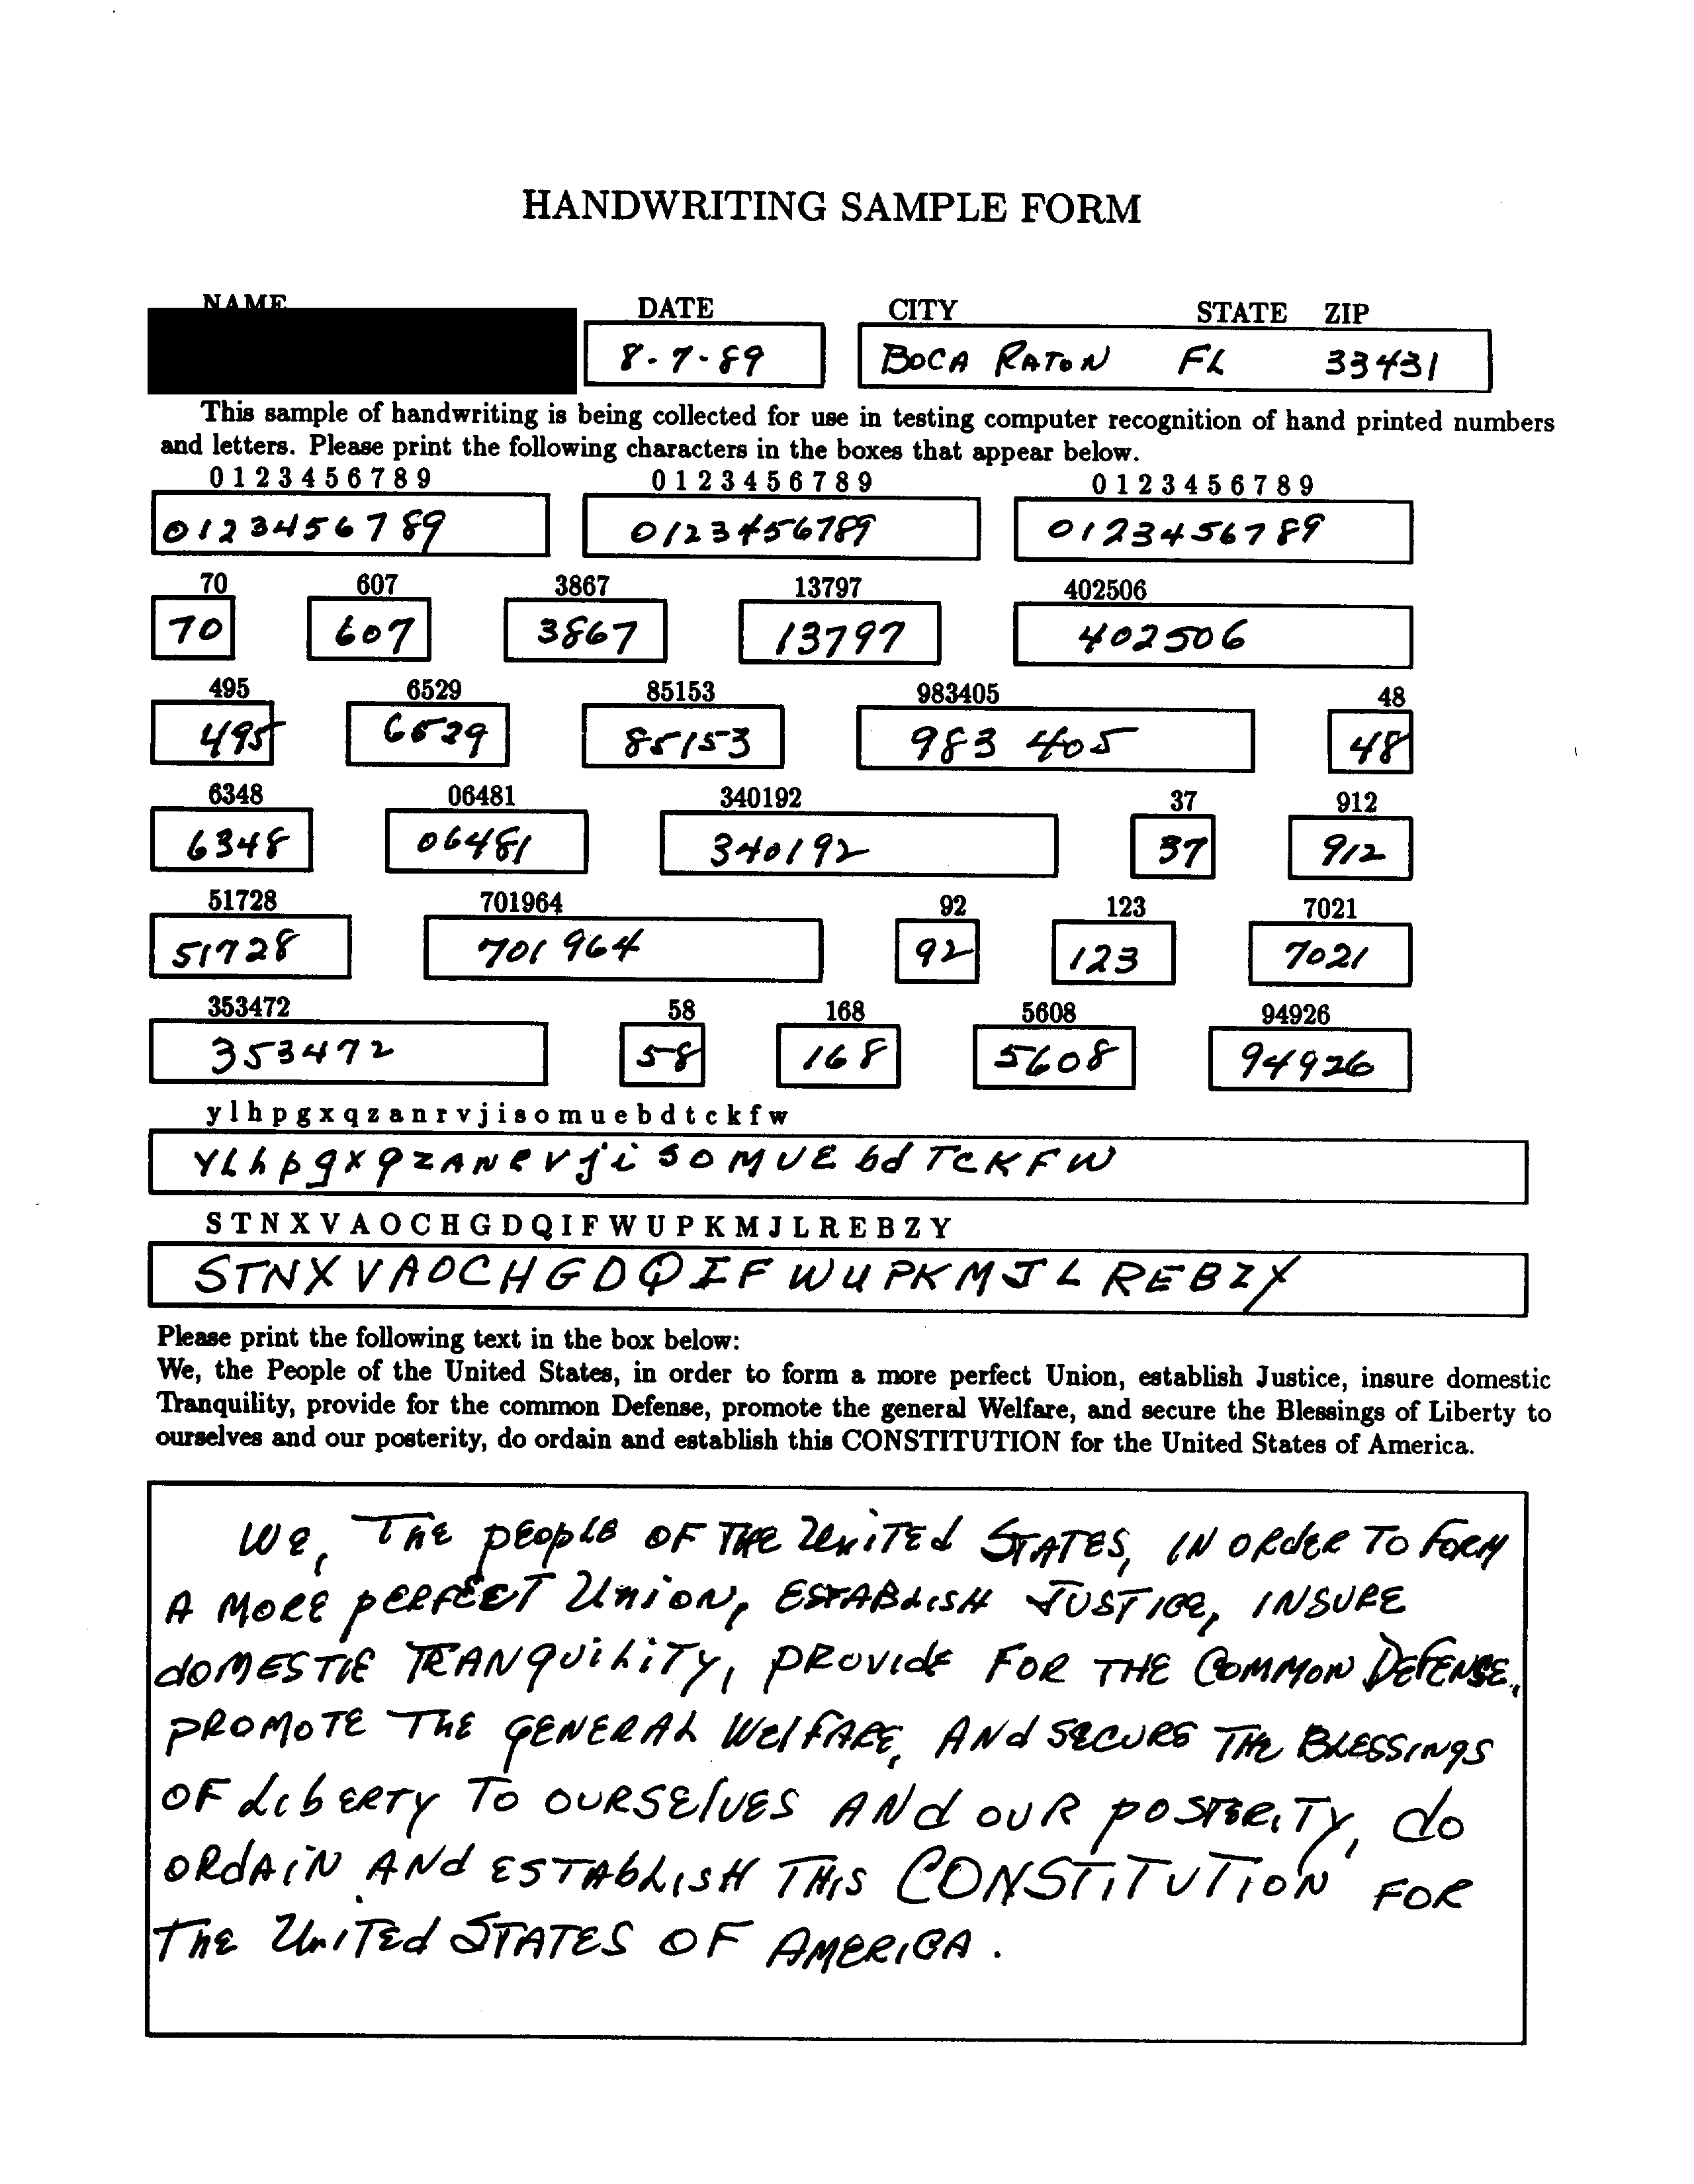 HANDWRITING SAMPLE FORM
NAME DATE CITY STATE ZIP
8-7-89 BOCA RATON FL 33431
This sample of handwriting is being collected for use in testing computer recognition of hand printed numbers
and letters. Please print the following characters in the boxes that appear below.
0 1 2 3 4 5 6 7 8 9 0 1 2 3 4 5 6 7 8 9 0 1 2 3 4 5 6 7 8 9
0123456789 0123456789 0123456789
70 607 3867 13797 402506
70 607 3867 13797 402506
495 6529 85153 983405 48
495 6529 85153 983 405 48
6348 06481 340192 37 912
6348 06481 340192 37 912
51728 701964 92 123 7021
51728 701 964 92 123 7021
353472 58 168 5608 94926
353472 58 168 5608 94926
y l h p g x q z a n r v j i s o m u e b d t c k f w
YLhpgxqzANRVjiSOMUEbdTCKFW
S T N X V A O C H G D Q I F W U P K M J L R E B Z Y
STNXVAOCHGDQIFWUPKMJLREBZY
Please print the following text in the box below:
We, the People of the United States, in order to form a more perfect Union, establish Justice, insure domestic
Tranquility, provide for the common Defense, promote the general Welfare, and secure the Blessings of Liberty to
ourselves and our posterity, do ordain and establish this CONSTITUTION for the United States of America.
WE, ThE pEOpLE OF THE UniTEd STATES, IN ORdER TO FORM
A MORE pERFECT UniON, ESTABLiSH JUSTICE, INSURE
dOMESTIC TRANquiLiTY, PROVIdE FOR THE COMMON DEFENSE,
PROMOTE ThE gENERAL WElFARE, ANd SECURE ThE BLESSiNgS
OF LibERTY TO OURSElVES ANd OUR pOSTERiTY, do
ORdAiN ANd ESTAbLiSH THiS CONSTiTUTiON FOR
ThE UniTEd STATES OF AMERiCA.